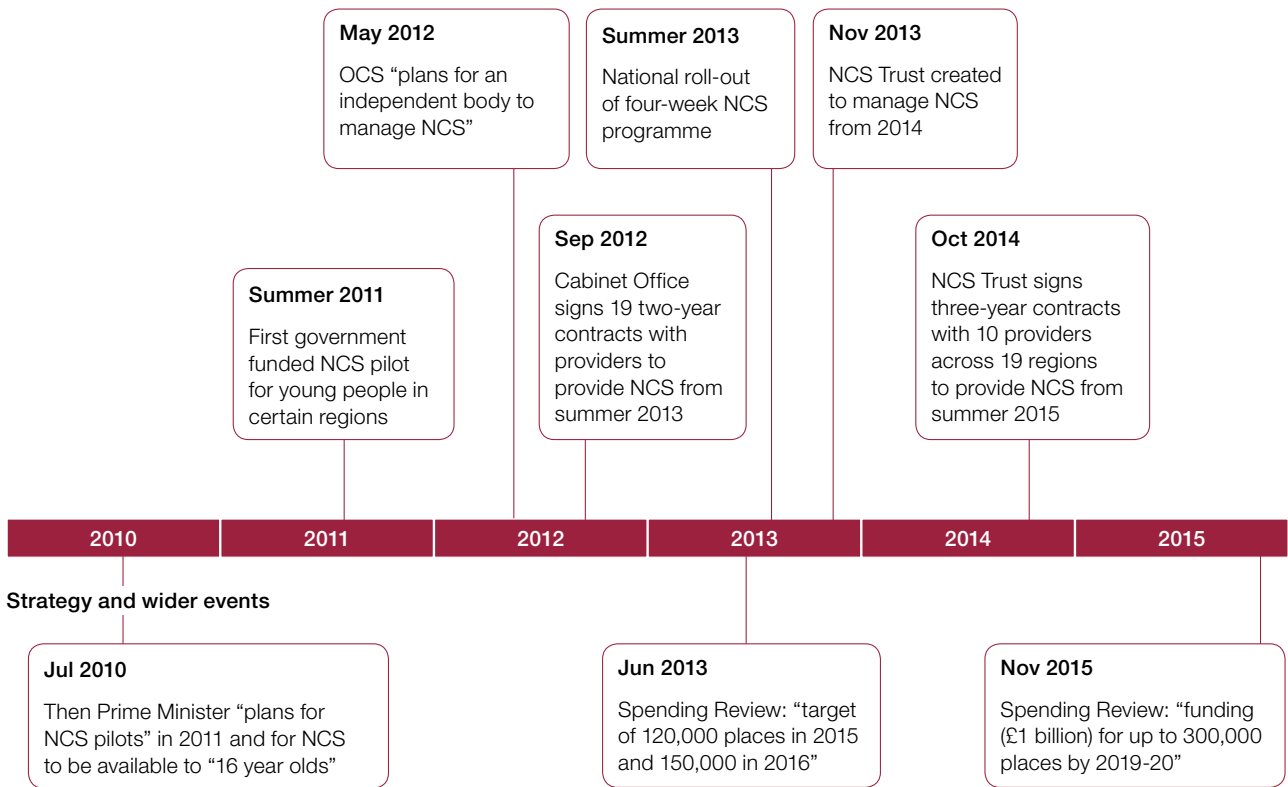 May 2012
OCS “plans for an
independent body to
manage NCS”
Summer 2013
National roll-out
of four-week NCS
programme
Nov 2013
NCS Trust created
to manage NCS
from 2014
Summer 2011
First government
funded NCS pilot
for young people in
certain regions
Sep 2012
Cabinet Office
signs 19 two-year
contracts with
providers to
provide NCS from
summer 2013
Oct 2014
NCS Trust signs
three-year contracts
with 10 providers
across 19 regions
to provide NCS from
summer 2015
2010
2011
2012
2013
2014
2015
Strategy and wider events
Jul 2010
Then Prime Minister “plans for
NCS pilots” in 2011 and for NCS
to be available to “16 year olds”
Jun 2013
Spending Review: “target
of 120,000 places in 2015
and 150,000 in 2016”
Nov 2015
Spending Review: “funding
(£1 billion) for up to 300,000
places by 2019-20”